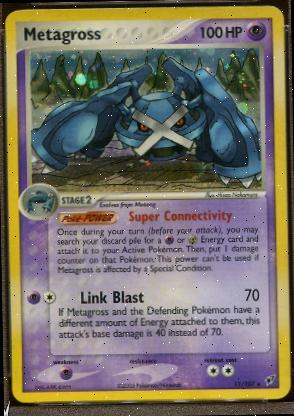 Metagross 100 HP
STAGE 2 Evolves from Metang
Poké-POWER Super Connectivity
Once during your turn (before your attack), you may
search your discard pile for a or Energy card and
attach it to your Active Pokémon. Then, put 1 damage
counter on that Pokémon. This power can't be used if
Metagross is affected by a Special Condition.
Link Blast 70
If Metagross and the Defending Pokémon have a
different amount of Energy attached to them, this
attack's base damage is 40 instead of 70.
weakness resistance retreat cost
11/107